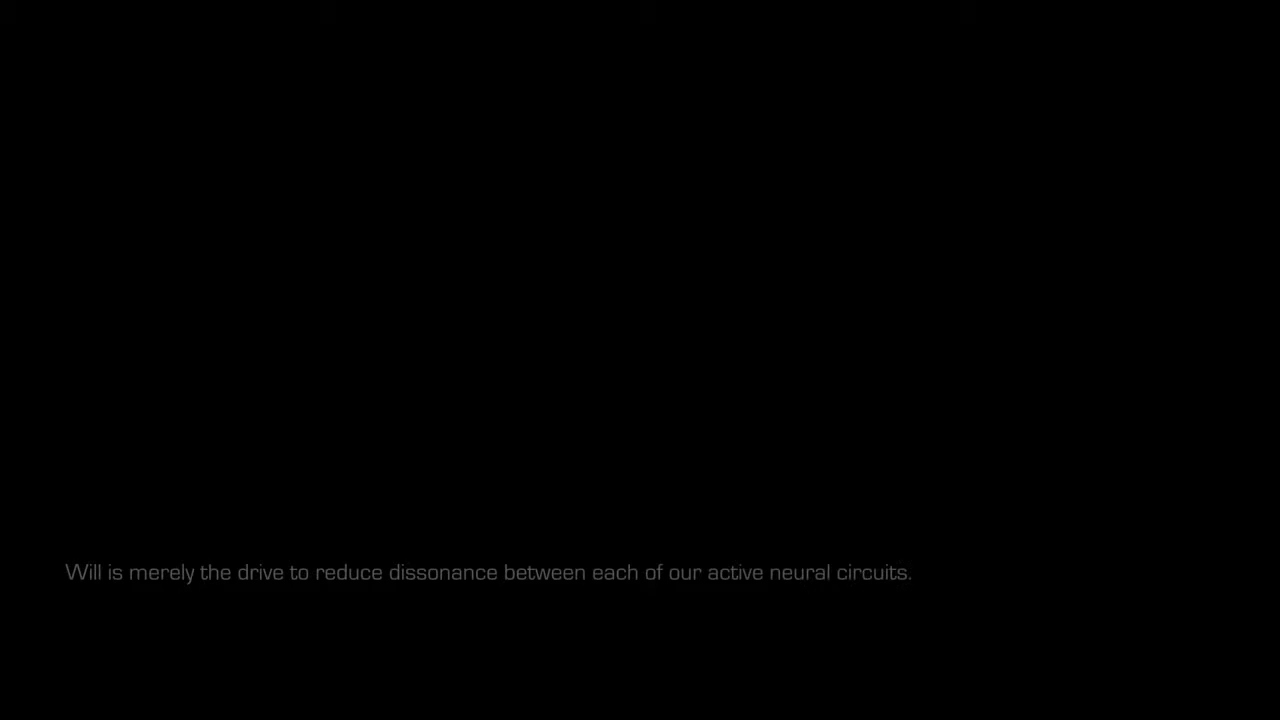 Will is merely the drive to reduce dissonance between each of our active neural circuits.